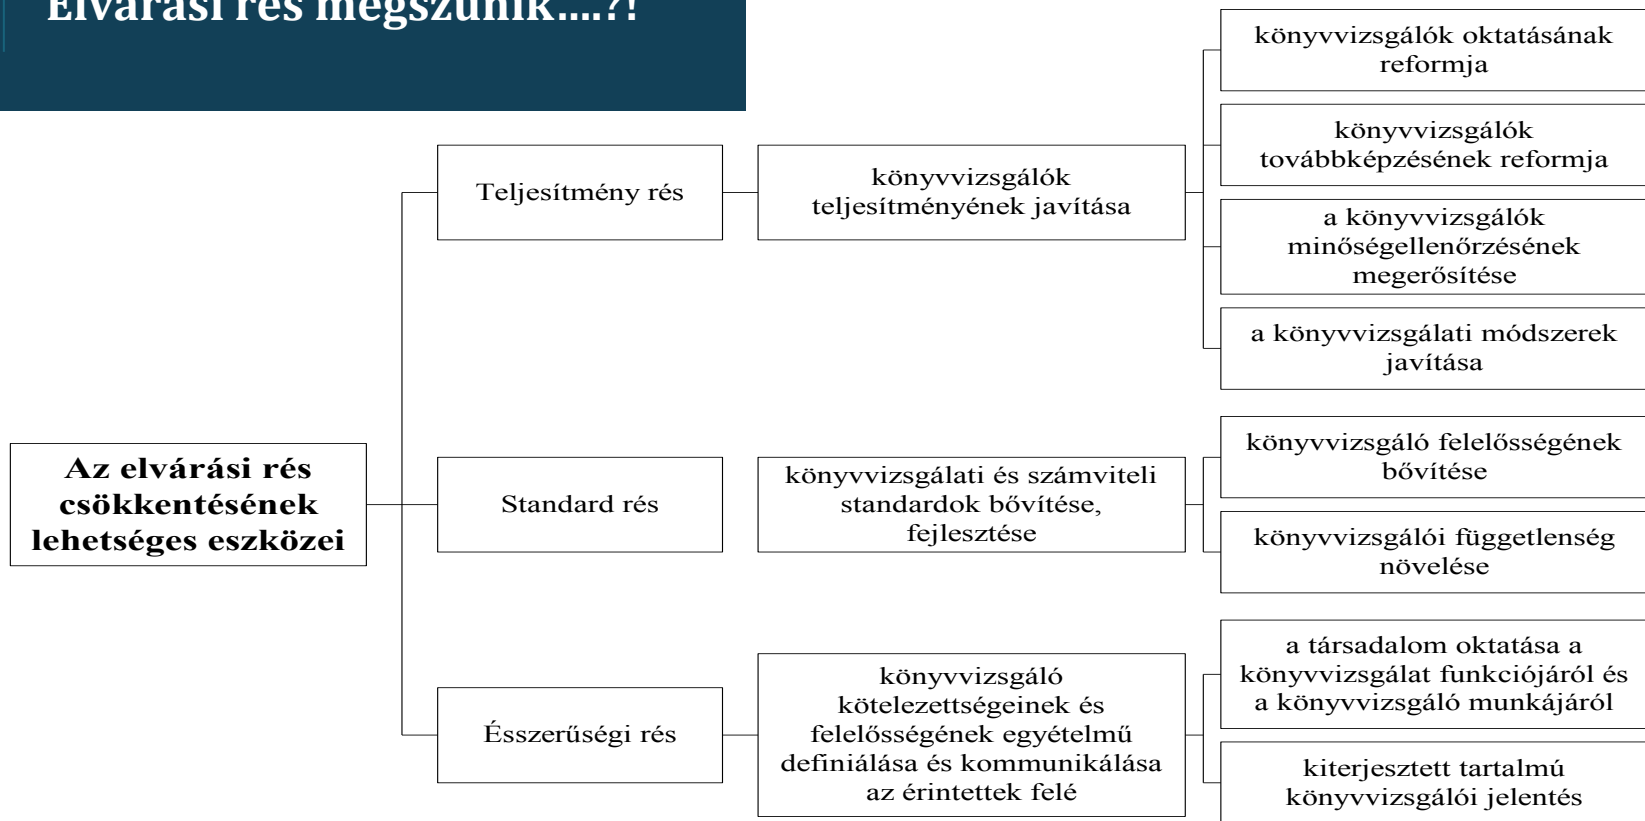 Elvárási rés megszűnik....?!
könyvvizsgálók oktatásának
reformja
könyvvizsgálók
továbbképzésének reformja
Teljesítmény rés
könyvvizsgálók
teljesítményének javítása
a könyvvizsgálók
minőségellenőrzésének
megerősítése
a könyvvizsgálati módszerek
javítása
Az elvárási rés
csökkentésének
lehetséges eszközei
Standard rés
könyvvizsgálati és számviteli
standardok bővítése,
fejlesztése
könyvvizsgáló felelősségének
bővítése
könyvvizsgálói függetlenség
növelése
Ésszerűségi rés
könyvvizsgáló
kötelezettségeinek és
felelősségének egyételmű
definiálása és kommunikálása
az érintettek felé
a társadalom oktatása a
könyvvizsgálat funkciójáról és
a könyvvizsgáló munkájáról
kiterjesztett tartalmú
könyvvizsgálói jelentés